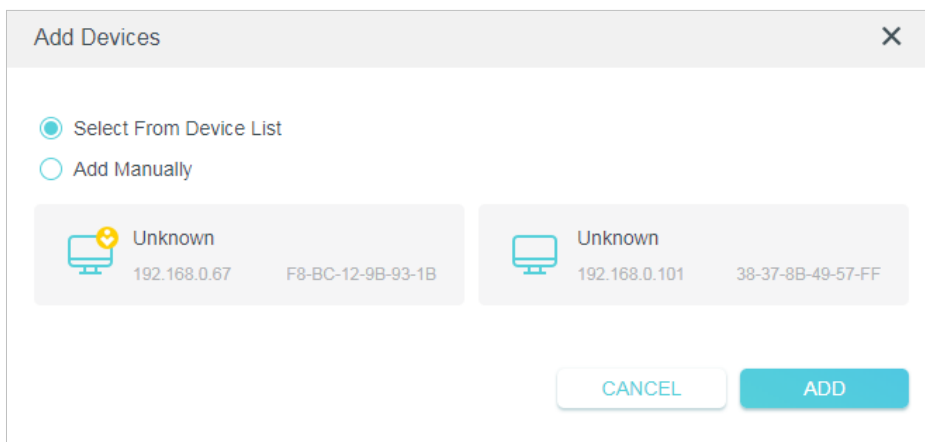 Add Devices
Select From Device List
Add Manually
Unknown
192.168.0.67 F8-BC-12-9B-93-1B
Unknown
192.168.0.101 38-37-8B-49-57-FF
CANCEL ADD